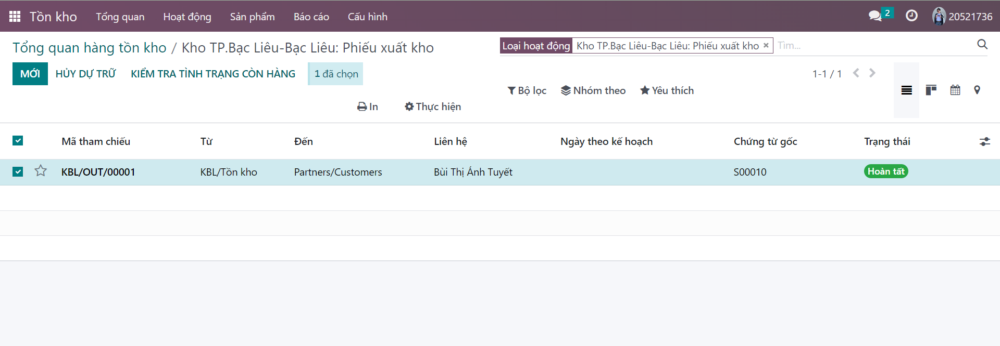 Tồn kho Tổng quan Hoạt động Sản phẩm Báo cáo Cấu hình 2 20521736
Tổng quan hàng tồn kho / Kho TP.Bạc Liêu-Bạc Liêu: Phiếu xuất kho
Loại hoạt động Kho TP.Bạc Liêu-Bạc Liêu: Phiếu xuất kho × Tìm...
MỚI HỦY DỰ TRỮ KIỂM TRA TÌNH TRẠNG CÒN HÀNG 1 đã chọn
1-1 / 1
Bộ lọc Nhóm theo Yêu thích
In Thực hiện
Mã tham chiếu Từ Đến Liên hệ Ngày theo kế hoạch Chứng từ gốc Trạng thái
KBL/OUT/00001 KBL/Tồn kho Partners/Customers Bùi Thị Ánh Tuyết S00010 Hoàn tất